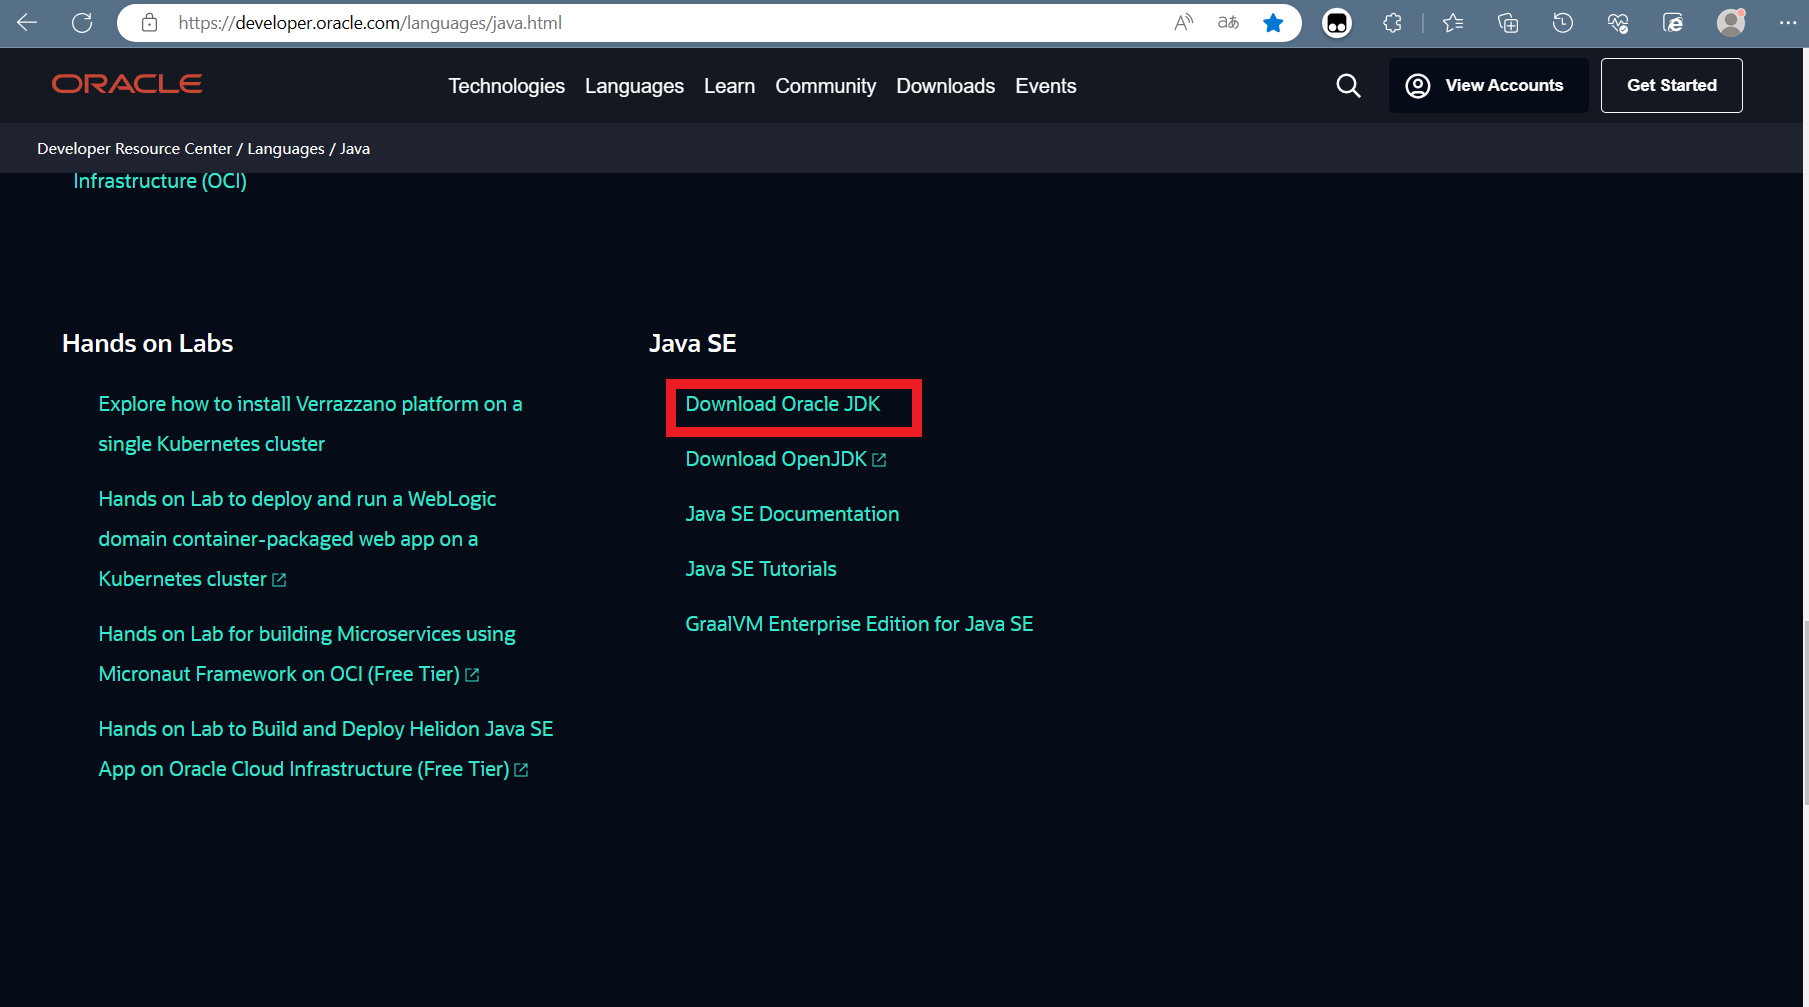 https://developer.oracle.com/languages/java.html
ORACLE
Technologies Languages Learn Community Downloads Events
View Accounts
Get Started
Developer Resource Center / Languages / Java
Infrastructure (OCI)
Hands on Labs
Explore how to install Verrazzano platform on a
single Kubernetes cluster
Hands on Lab to deploy and run a WebLogic
domain container-packaged web app on a
Kubernetes cluster
Hands on Lab for building Microservices using
Micronaut Framework on OCI (Free Tier)
Hands on Lab to Build and Deploy Helidon Java SE
App on Oracle Cloud Infrastructure (Free Tier)
Java SE
Download Oracle JDK
Download OpenJDK
Java SE Documentation
Java SE Tutorials
GraalVM Enterprise Edition for Java SE